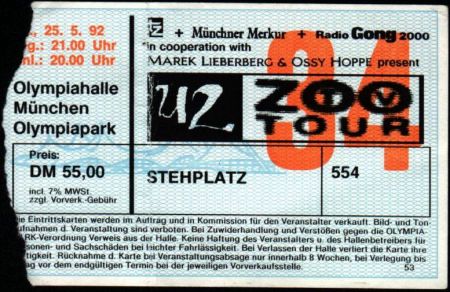 ., 25. 5. 92
g.: 21.00 Uhr
nl.: 20.00 Uhr
Olympiahalle
München
Olympiapark
Preis:
DM 55,00
incl. 7% MWSt.
zzgl. Vorverk.-Gebühr
+ Münchner Merkur + Radio Gong 2000
in cooperation with
MAREK LIEBERBERG & OSSY HOPPE present
34
U2 ZOO
TV
TOUR
STEHPLATZ
554
ie Eintrittskarten werden im Auftrag und in Kommission für den Veranstalter verkauft. Bild- und Ton-
ufnahmen d. Veranstaltung sind verboten. Bei Zuwiderhandlung und Verstößen gegen die OLYMPIA-
ARK-Verordnung Verweis aus der Halle. Keine Haftung des Veranstalters u. des Hallenbetreibers für
sonen- und Sachschäden bei leichter Fahrlässigkeit. Bei Verlassen der Halle verliert die Karte ihre
tigkeit. Rücknahme d. Karte bei Veranstaltungsabsage nur innerhalb 8 Wochen, bei Verlegung bis
ag vor dem endgültigen Termin bei der jeweiligen Vorverkaufsstelle.
53